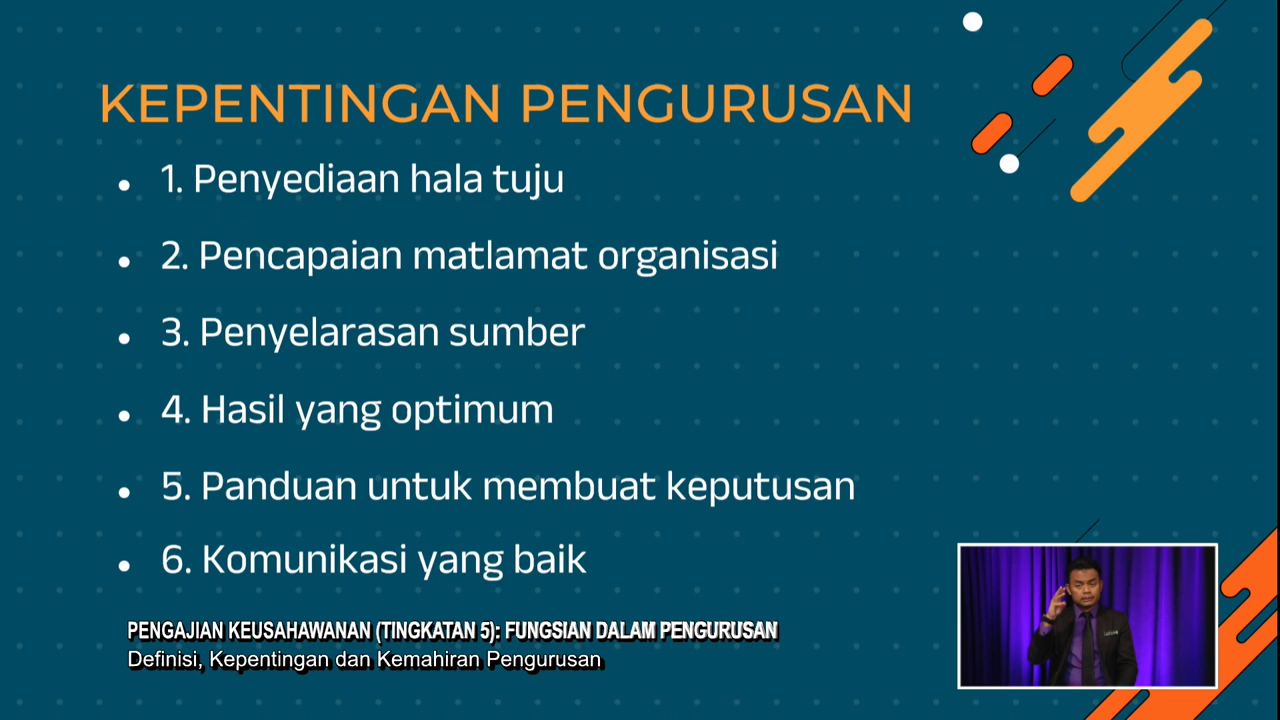 KEPENTINGAN PENGURUSAN
• 1. Penyediaan hala tuju
• 2. Pencapaian matlamat organisasi
• 3. Penyelarasan sumber
• 4. Hasil yang optimum
• 5. Panduan untuk membuat keputusan
• 6. Komunikasi yang baik
PENGAJIAN KEUSAHAWANAN (TINGKATAN 5): FUNGSIAN DALAM PENGURUSAN
Definisi, Kepentingan dan Kemahiran Pengurusan